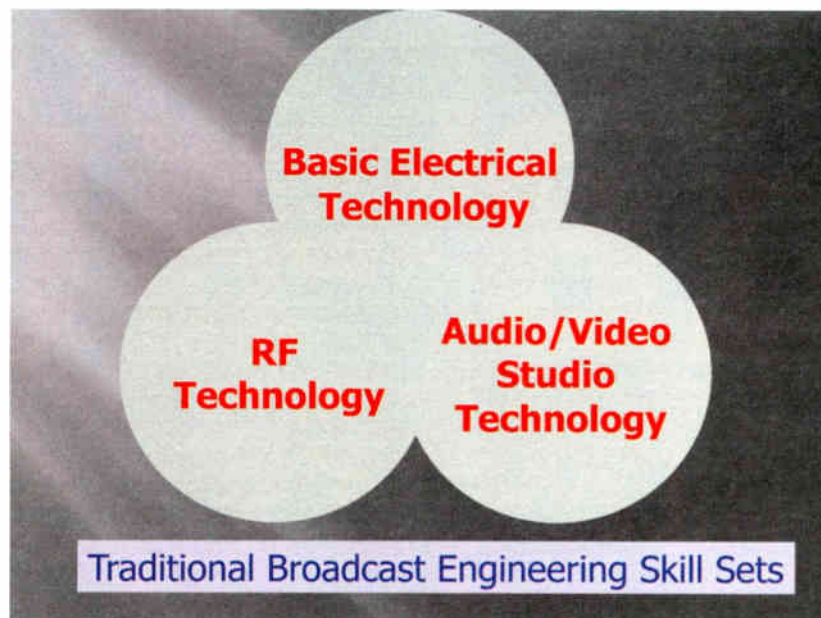 Basic Electrical
Technology
RF
Technology
Audio/Video
Studio
Technology
Traditional Broadcast Engineering Skill Sets